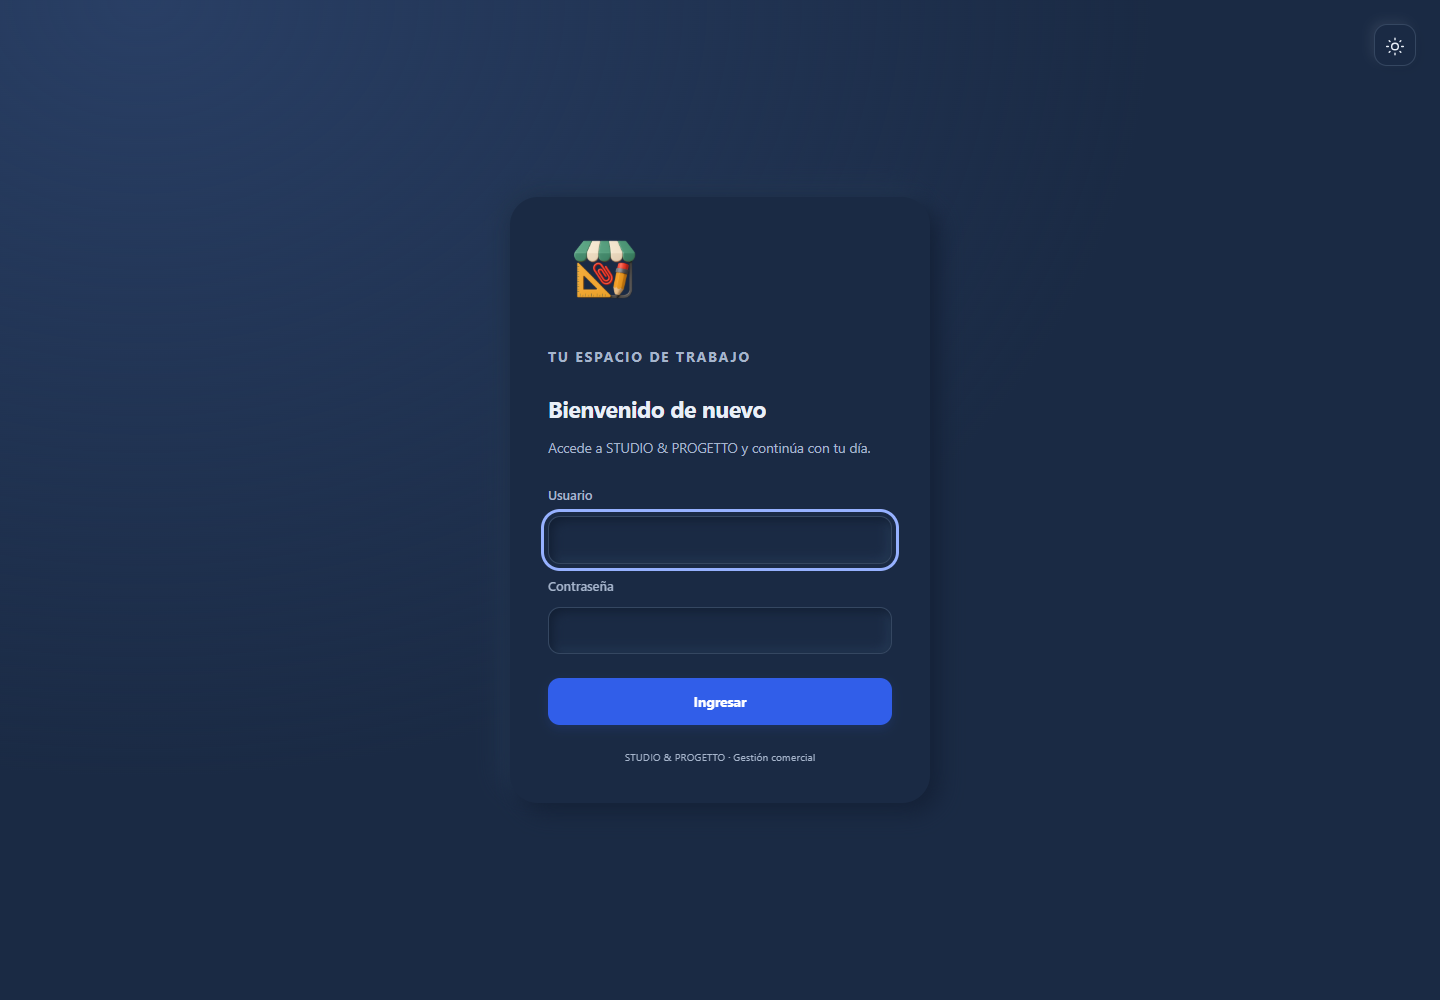 TU ESPACIO DE TRABAJO
Bienvenido de nuevo
Accede a STUDIO & PROGETTO y continúa con tu día.
Usuario
Contraseña
Ingresar
STUDIO & PROGETTO · Gestión comercial